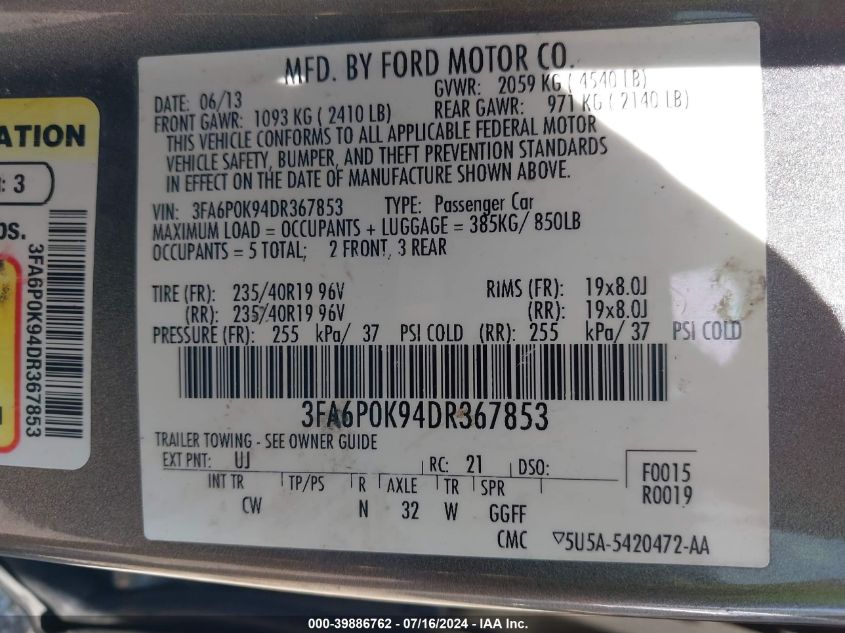 MFD. BY FORD MOTOR CO.
DATE: 06/13
GVWR: 2059 KG ( 4540 LB)
FRONT GAWR: 1093 KG ( 2410 LB)
REAR GAWR: 971 KG ( 2140 LB)
THIS VEHICLE CONFORMS TO ALL APPLICABLE FEDERAL MOTOR
VEHICLE SAFETY, BUMPER, AND THEFT PREVENTION STANDARDS
IN EFFECT ON THE DATE OF MANUFACTURE SHOWN ABOVE.
VIN: 3FA6P0K94DR367853 TYPE: Passenger Car
MAXIMUM LOAD = OCCUPANTS + LUGGAGE = 385KG/ 850LB
OCCUPANTS = 5 TOTAL; 2 FRONT, 3 REAR
TIRE (FR): 235/40R19 96V RIMS (FR): 19x8.0J
(RR): 235/40R19 96V (RR): 19x8.0J
PRESSURE (FR): 255 kPa/ 37 PSI COLD (RR): 255 kPa/ 37 PSI COLD
3FA6P0K94DR367853
TRAILER TOWING - SEE OWNER GUIDE
EXT PNT: UJ RC: 21 DSO:
INT TR TP/PS R AXLE TR SPR
CW N 32 W GGFF
F0015
R0019
CMC ▽5U5A-5420472-AA
ATION
: 3
3FA6P0K94DR367853
000-39886762 - 07/16/2024 - IAA Inc.